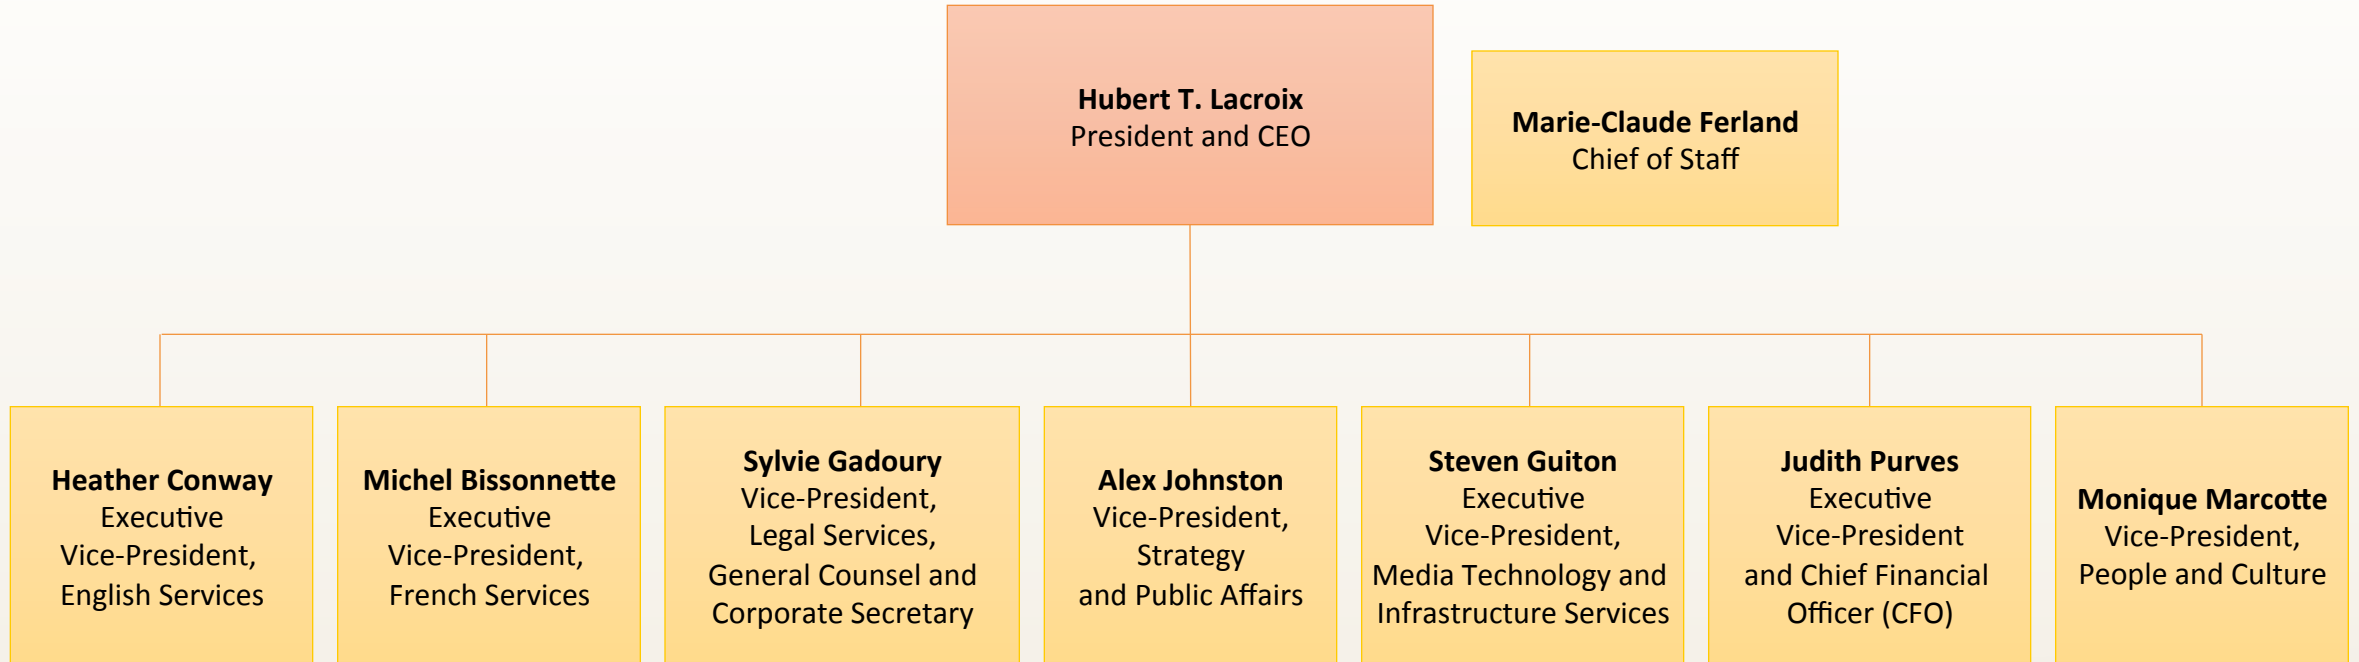 Hubert T. Lacroix
President and CEO
Marie-Claude Ferland
Chief of Staff
Heather Conway
Executive
Vice-President,
English Services
Michel Bissonnette
Executive
Vice-President,
French Services
Sylvie Gadoury
Vice-President,
Legal Services,
General Counsel and
Corporate Secretary
Alex Johnston
Vice-President,
Strategy
and Public Affairs
Steven Guiton
Executive
Vice-President,
Media Technology and
Infrastructure Services
Judith Purves
Executive
Vice-President
and Chief Financial
Officer (CFO)
Monique Marcotte
Vice-President,
People and Culture